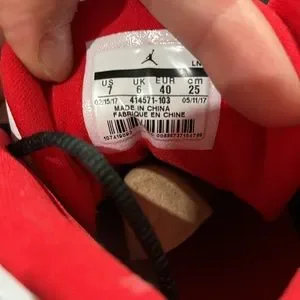 LN
US UK EUR CM
7 6 40 25
02/15/17 414571-103 05/11/17
MADE IN CHINA
FABRIQUE EN CHINE